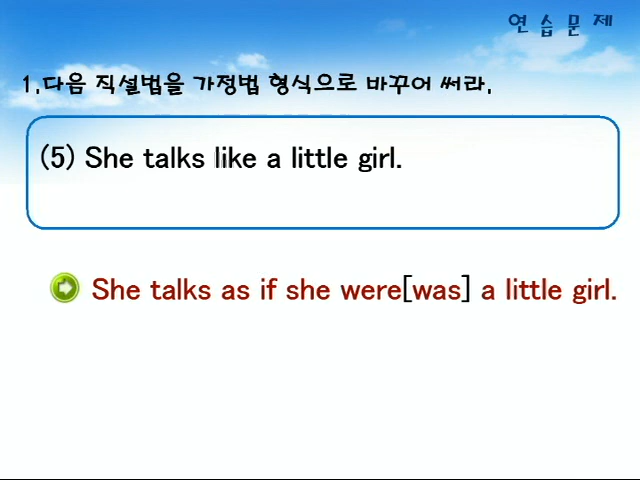 연습문제
1.다음 직설법을 가정법 형식으로 바꾸어 써라.
(5) She talks like a little girl.
She talks as if she were[was] a little girl.